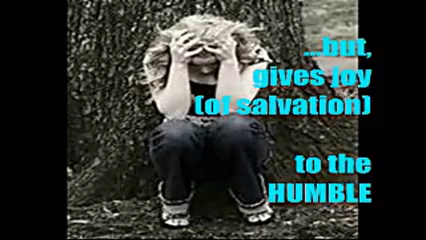 ...but,
gives joy
(of salvation)
to the
HUMBLE